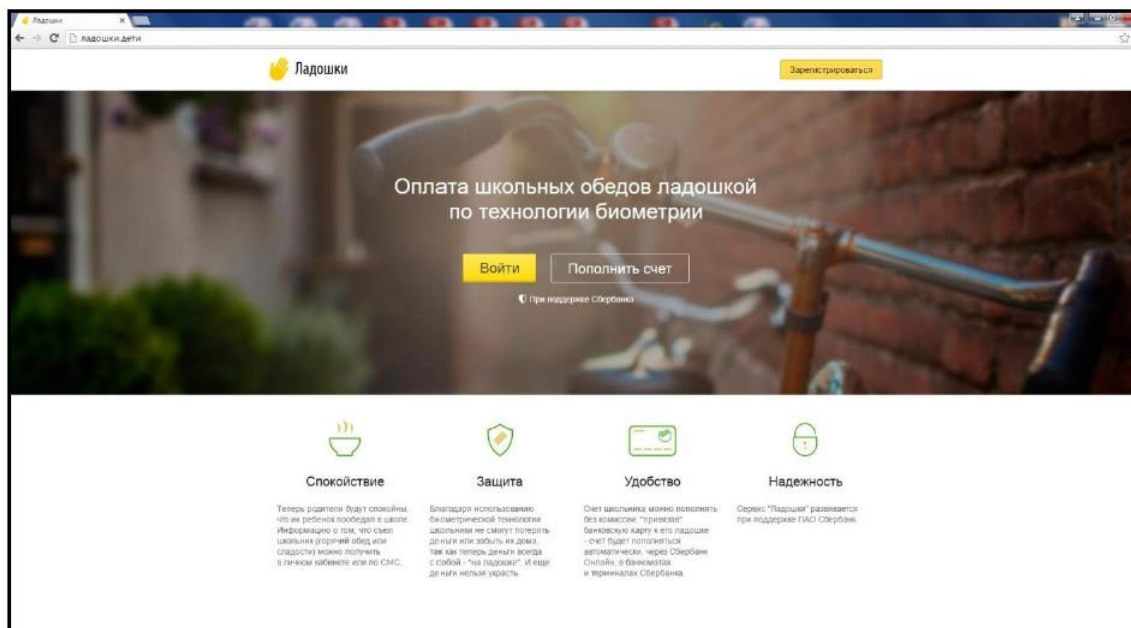 Ладошки
ладошки.дети
Ладошки
Зарегистрироваться
Оплата школьных обедов ладошкой
по технологии биометрии
Войти
Пополнить счет
При поддержке Сбербанка
Спокойствие
Теперь родители будут спокойны,
что их ребенок пообедал в школе.
Информацию о том, что съел
школьник (горячий обед или
сладости) можно получить
в личном кабинете или по СМС.
Защита
Благодаря использованию
биометрической технологии
школьники не смогут потерять
деньги или забыть их дома,
так как теперь деньги всегда
с собой - "на ладошке". И еще
деньги нельзя украсть.
Удобство
Счет школьника можно пополнять
без комиссии: "привязав"
банковскую карту к его ладошке
- счет будет пополняться
автоматически, через Сбербанк
Онлайн, в банкоматах
и терминалах Сбербанка.
Надежность
Сервис "Ладошки" развивается
при поддержке ПАО Сбербанк.